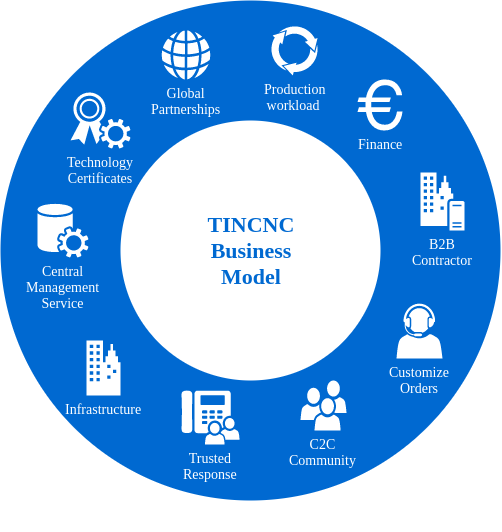 Global
Partnerships
Production
workload
€
Finance
Technology
Certificates
TINCNC
Business
Model
B2B
Contractor
Central
Management
Service
Customize
Orders
Infrastructure
C2C
Community
Trusted
Response